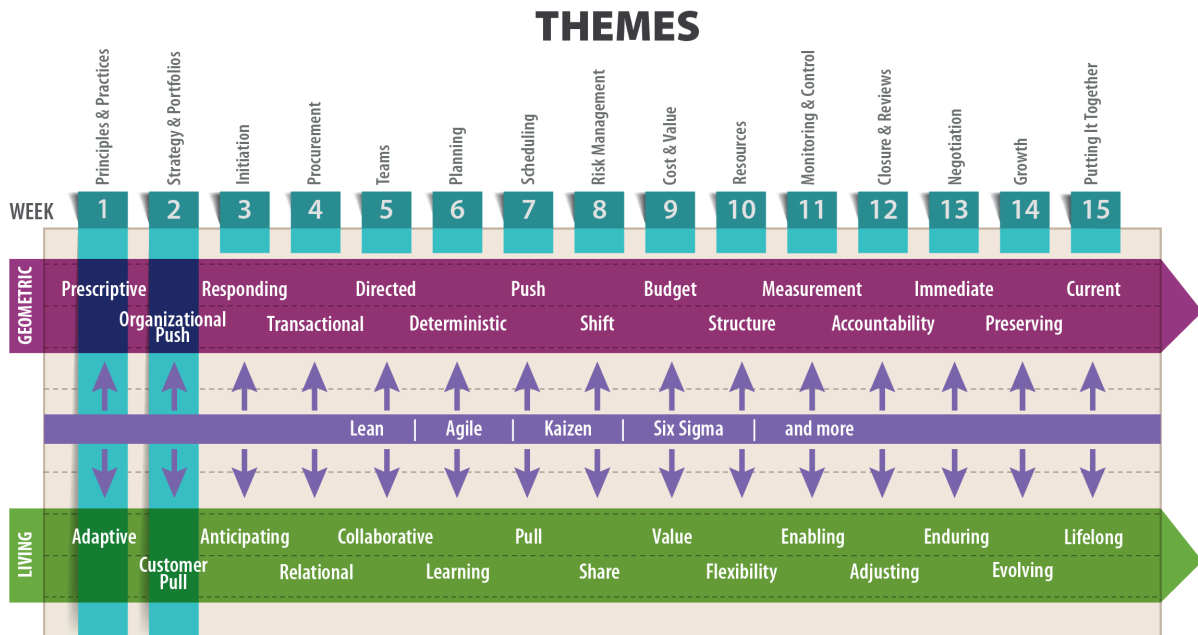 THEMES
Principles & Practices
Strategy & Portfolios
Initiation
Procurement
Teams
Planning
Scheduling
Risk Management
Cost & Value
Resources
Monitoring & Control
Closure & Reviews
Negotiation
Growth
Putting It Together
WEEK 1 2 3 4 5 6 7 8 9 10 11 12 13 14 15
GEOMETRIC
Prescriptive Responding Directed Push Budget Measurement Immediate Current
Organizational
Push
Transactional Deterministic Shift Structure Accountability Preserving
Lean | Agile | Kaizen | Six Sigma | and more
LIVING
Adaptive Anticipating Collaborative Pull Value Enabling Enduring Lifelong
Customer
Pull
Relational Learning Share Flexibility Adjusting Evolving